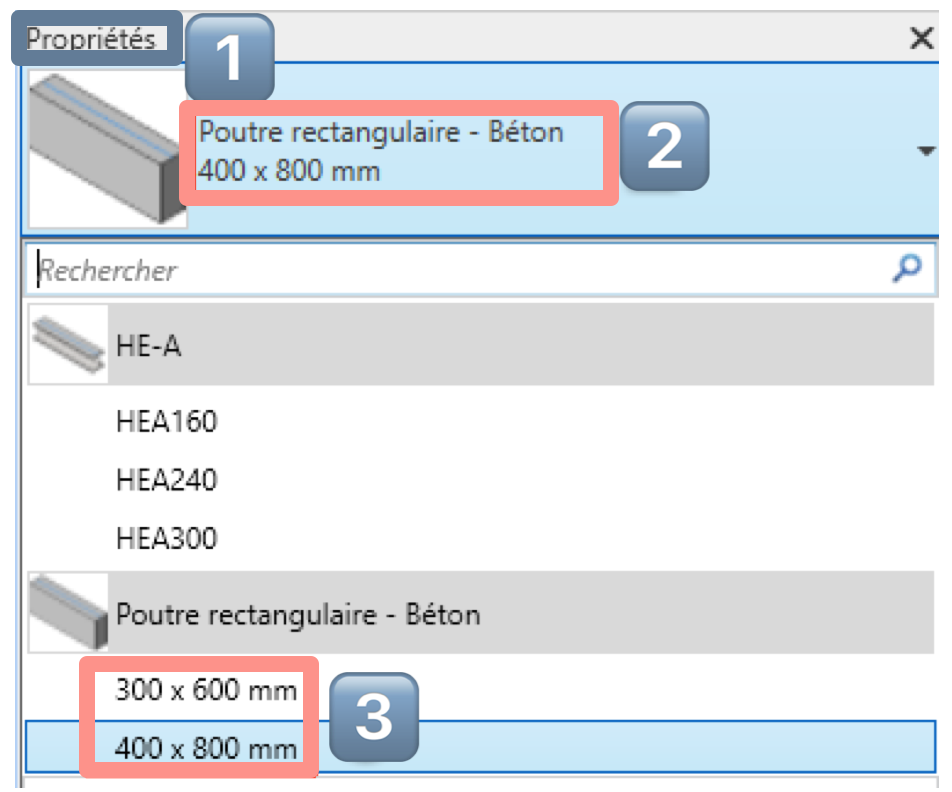 Propriétés
1
Poutre rectangulaire - Béton
400 x 800 mm
2
Rechercher
HE-A
HEA160
HEA240
HEA300
Poutre rectangulaire - Béton
300 x 600 mm
3
400 x 800 mm